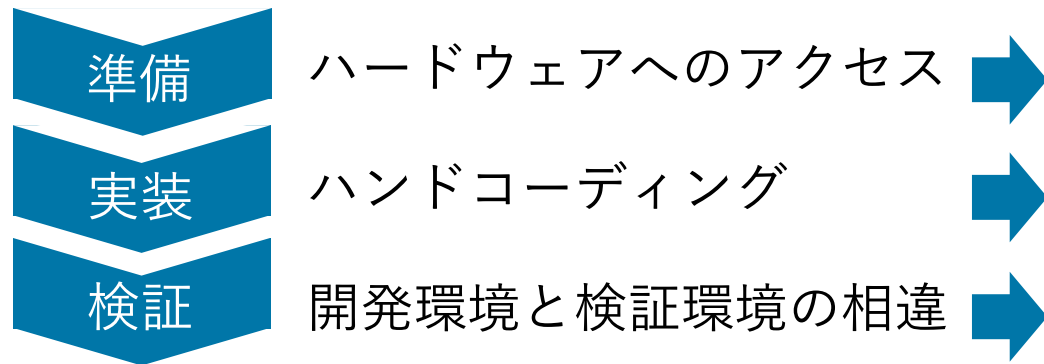 準備
ハードウェアへのアクセス
実装
ハンドコーディング
検証
開発環境と検証環境の相違